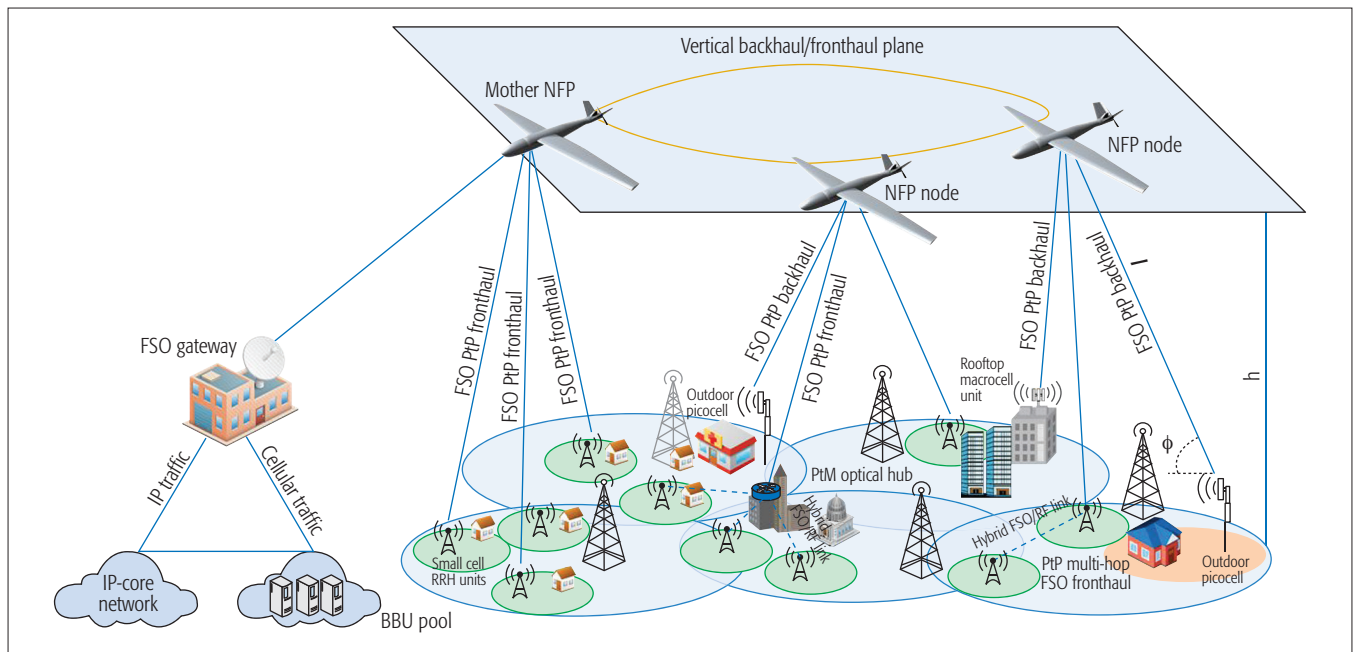 Vertical backhaul/fronthaul plane
Mother NFP
NFP node
NFP node
FSO gateway
IP traffic
Cellular traffic
IP-core
network
BBU pool
FSO PtP fronthaul
FSO PtP fronthaul
FSO PtP fronthaul
FSO PtP backhaul
FSO PtP fronthaul
FSO PtP backhaul
FSO PtP backhaul
l
h
ϕ
Outdoor
picocell
Rooftop
macrocell
unit
PtM optical hub
Hybrid
FSO/RF link
Small cell
RRH units
Hybrid FSO/RF link
PtP multi-hop
FSO fronthaul
Outdoor
picocell